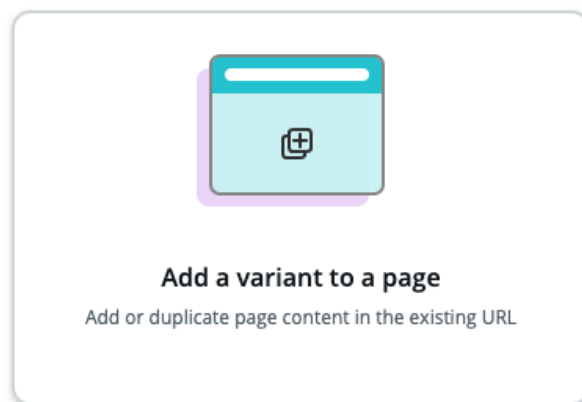 Add a variant to a page
Add or duplicate page content in the existing URL